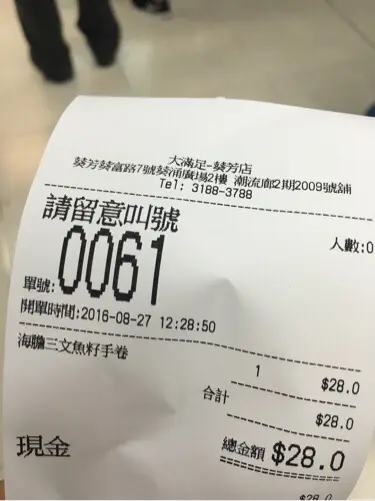 大滿足-葵芳店
葵芳葵富路7號葵涌廣場2樓 潮流廊2期2009號舖
Tel: 3188-3788
請留意叫號
人數:0
單號:0061
開單時間:2016-08-27 12:28:50
海膽三文魚籽手卷
1 $28.0
合計 $28.0
總金額 $28.0
現金
$28.0